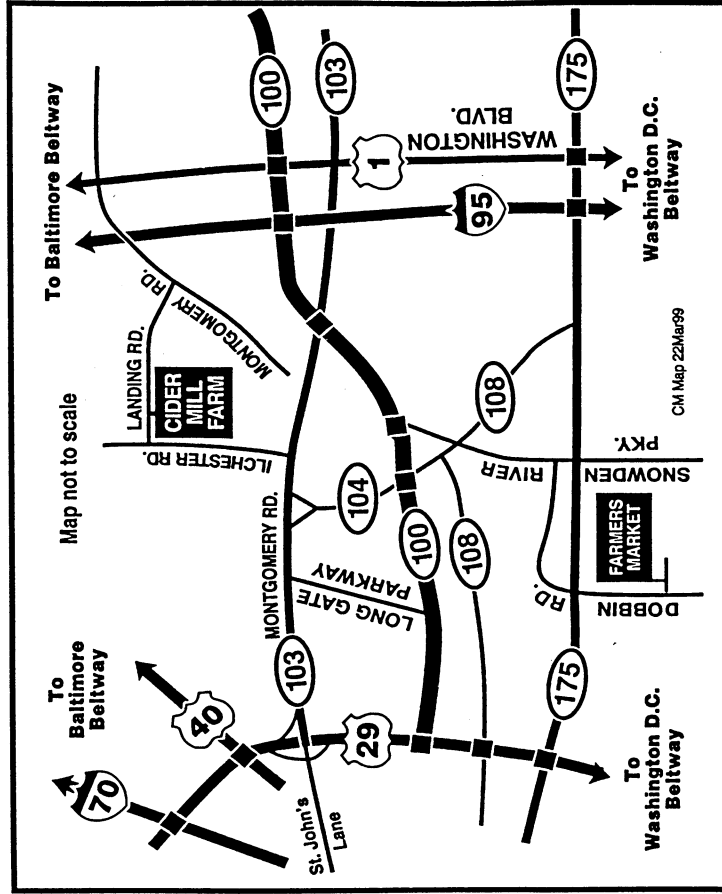 To Baltimore Beltway
Map not to scale
To
Baltimore
Beltway
70
40
29
St. John's
Lane
103
MONTGOMERY RD.
LONG GATE
PARKWAY
104
ILCHESTER RD.
LANDING RD.
CIDER
MILL
FARM
MONTGOMERY
RD.
100
103
1
WASHINGTON
BLVD.
95
100
108
108
175
175
SNOWDEN
RIVER
PKY.
DOBBIN
RD.
FARMERS
MARKET
To
Washington D.C.
Beltway
To
Washington D.C.
Beltway
CM Map 22Mar99